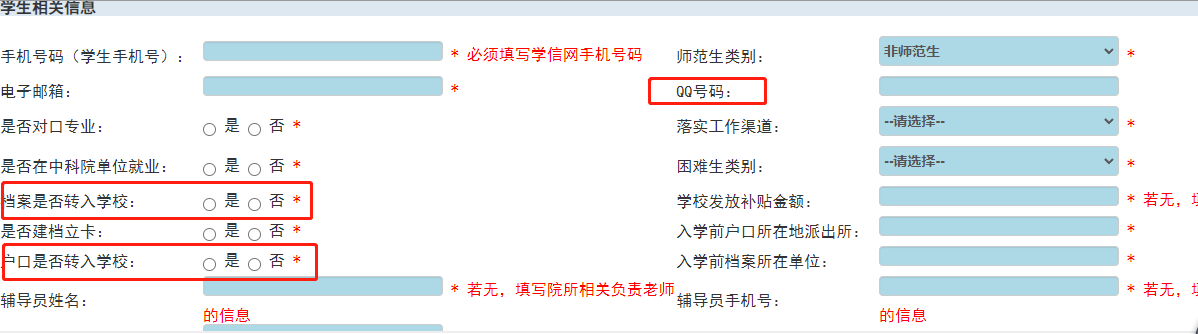 学生相关信息
手机号码（学生手机号）： * 必须填写学信网手机号码 师范生类别： 非师范生 *
电子邮箱： * QQ号码：
是否对口专业： 是 否 * 落实工作渠道： --请选择-- *
是否在中科院单位就业： 是 否 * 困难生类别： --请选择-- *
档案是否转入学校： 是 否 * 学校发放补贴金额： * 若无，填
是否建档立卡： 是 否 * 入学前户口所在地派出所： *
户口是否转入学校： 是 否 * 入学前档案所在单位： *
辅导员姓名： * 若无，填写院所相关负责老师 辅导员手机号： * 若无，填
的信息 的信息